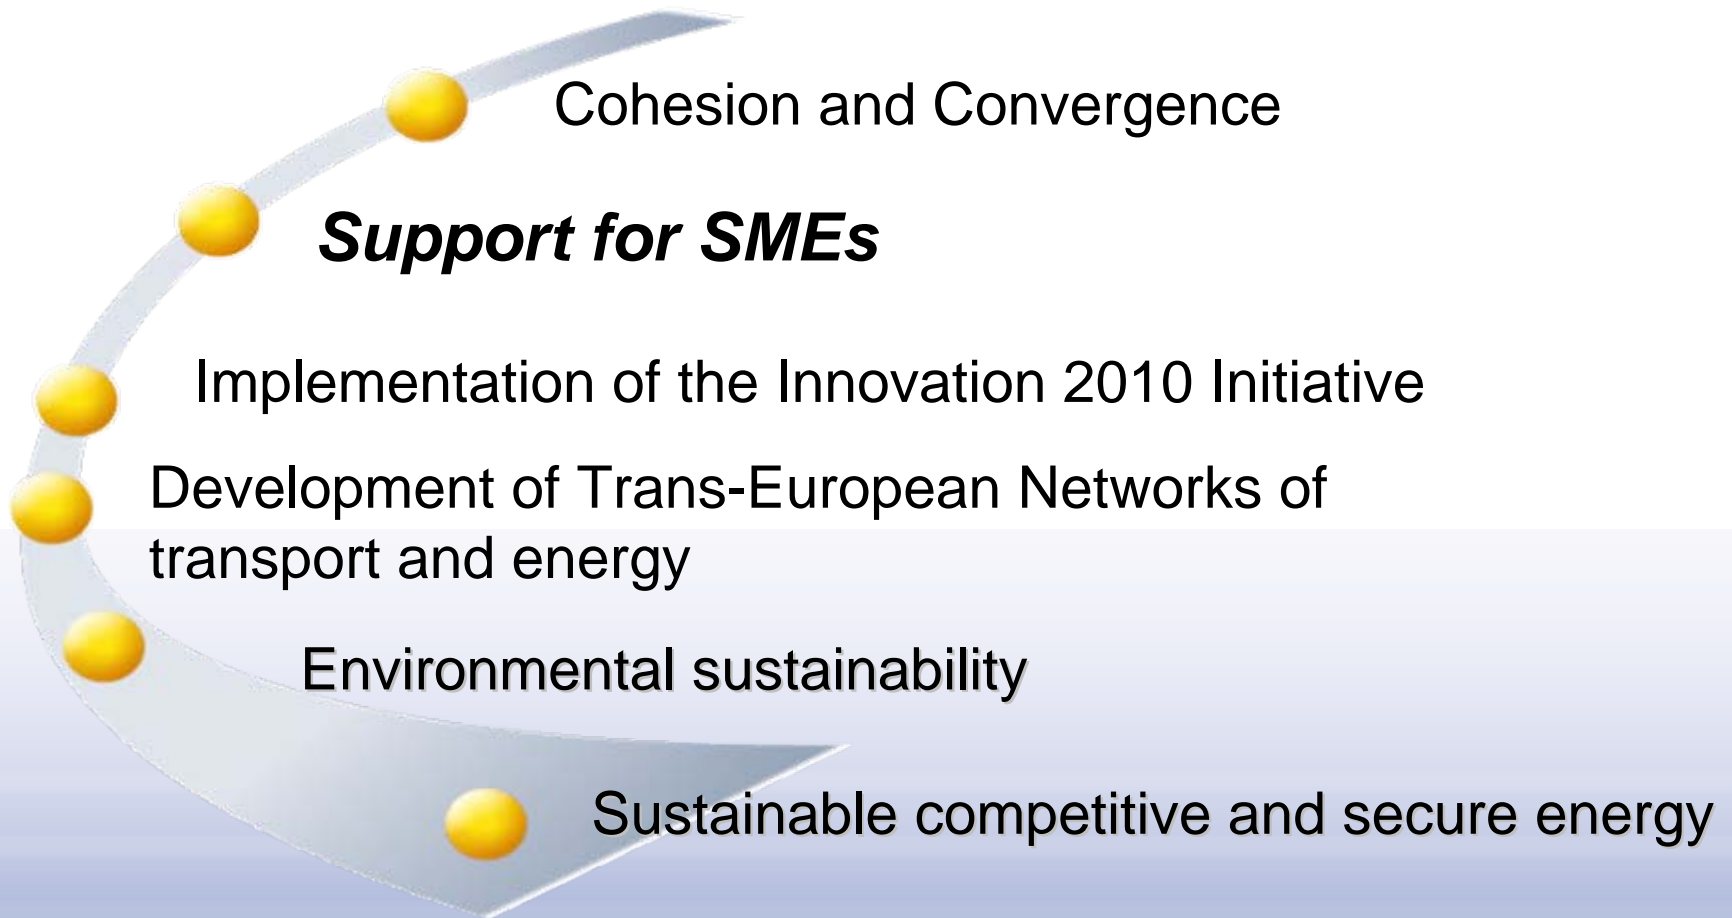 Cohesion and Convergence
Support for SMEs
Implementation of the Innovation 2010 Initiative
Development of Trans-European Networks of
transport and energy
Environmental sustainability
Sustainable competitive and secure energy